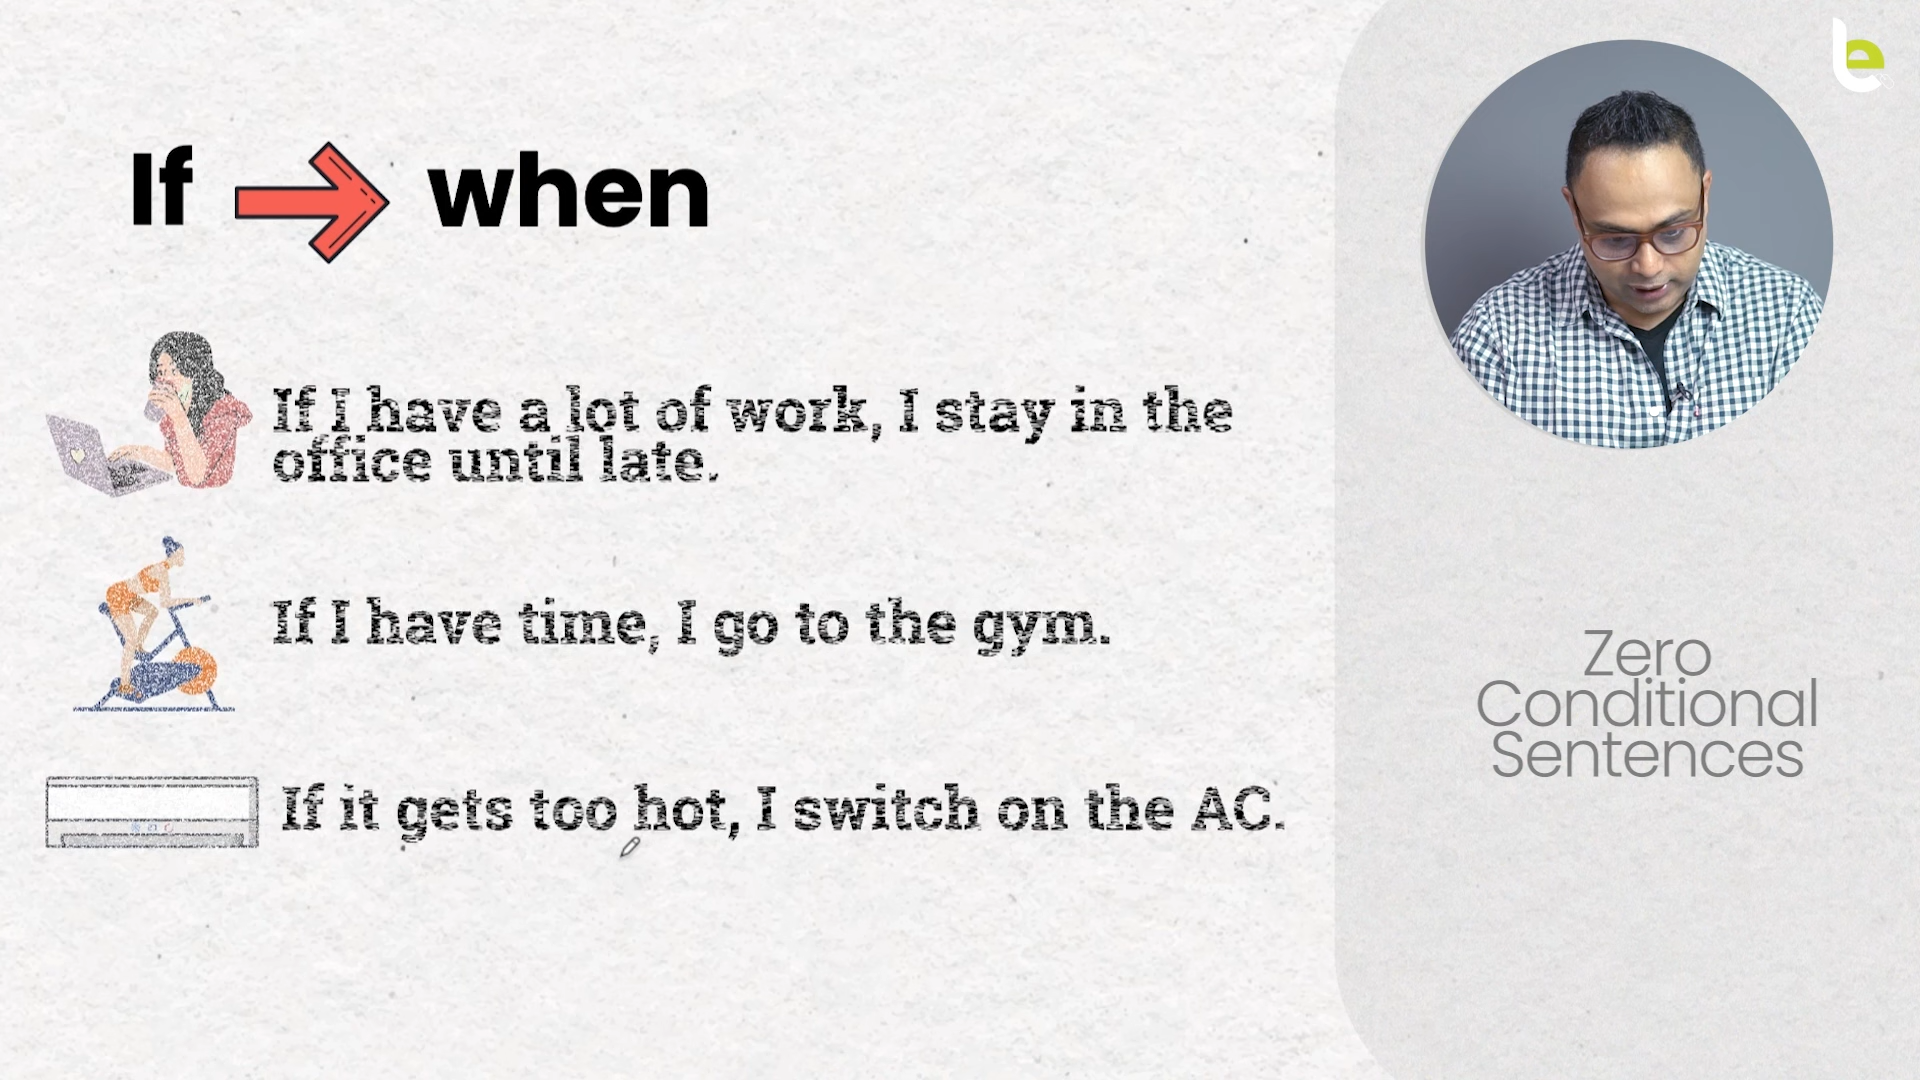 If when
If I have a lot of work, I stay in the
office until late.
If I have time, I go to the gym.
If it gets too hot, I switch on the AC.
Zero
Conditional
Sentences